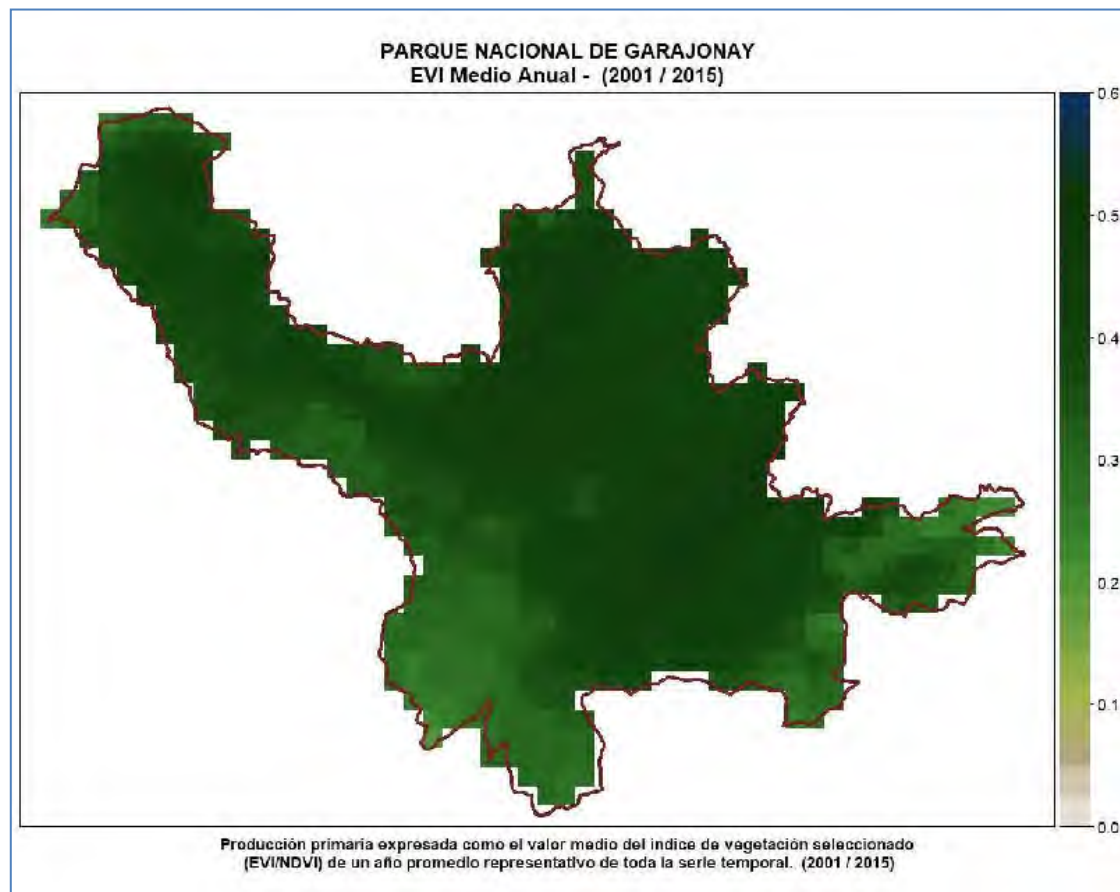 PARQUE NACIONAL DE GARAJONAY
EVI Medio Anual - (2001 / 2015)
0.6
0.5
0.4
0.3
0.2
0.1
0.0
Producción primaria expresada como el valor medio del indice de vegetación seleccionado
(EVI/NDVI) de un año promedio representativo de toda la serie temporal. (2001 / 2015)